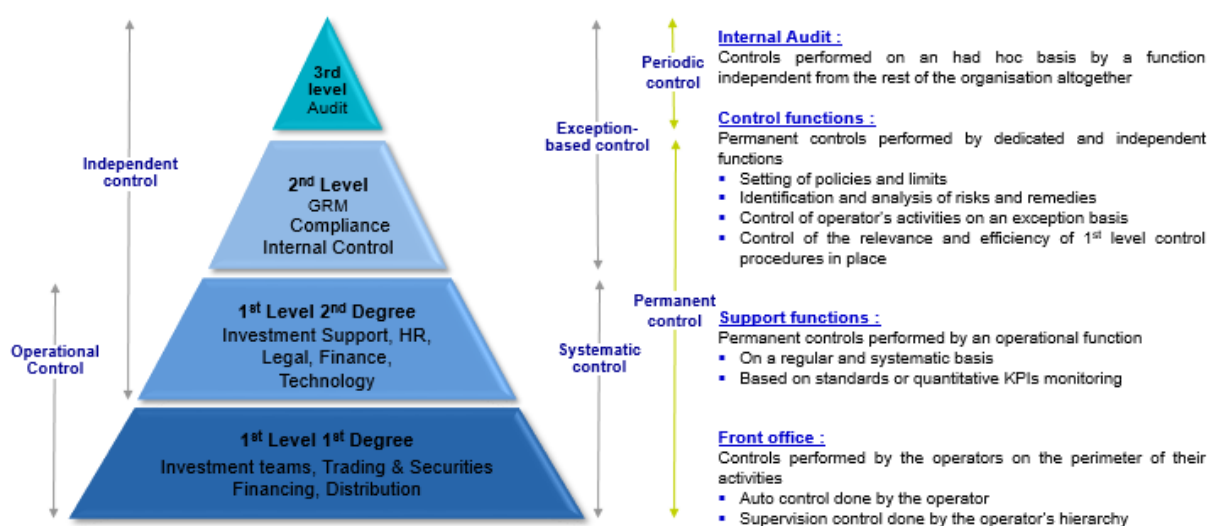 3rd
level
Audit
2nd Level
GRM
Compliance
Internal Control
1st Level 2nd Degree
Investment Support, HR,
Legal, Finance,
Technology
1st Level 1st Degree
Investment teams, Trading & Securities
Financing, Distribution
Independent
control
Operational
Control
Exception-
based control
Systematic
control
Periodic
control
Permanent
control
Internal Audit :
Controls performed on an had hoc basis by a function
independent from the rest of the organisation altogether
Control functions :
Permanent controls performed by dedicated and independent
functions
▪ Setting of policies and limits
▪ Identification and analysis of risks and remedies
▪ Control of operator's activities on an exception basis
▪ Control of the relevance and efficiency of 1st level control
procedures in place
Support functions :
Permanent controls performed by an operational function
▪ On a regular and systematic basis
▪ Based on standards or quantitative KPIs monitoring
Front office :
Controls performed by the operators on the perimeter of their
activities
▪ Auto control done by the operator
▪ Supervision control done by the operator's hierarchy